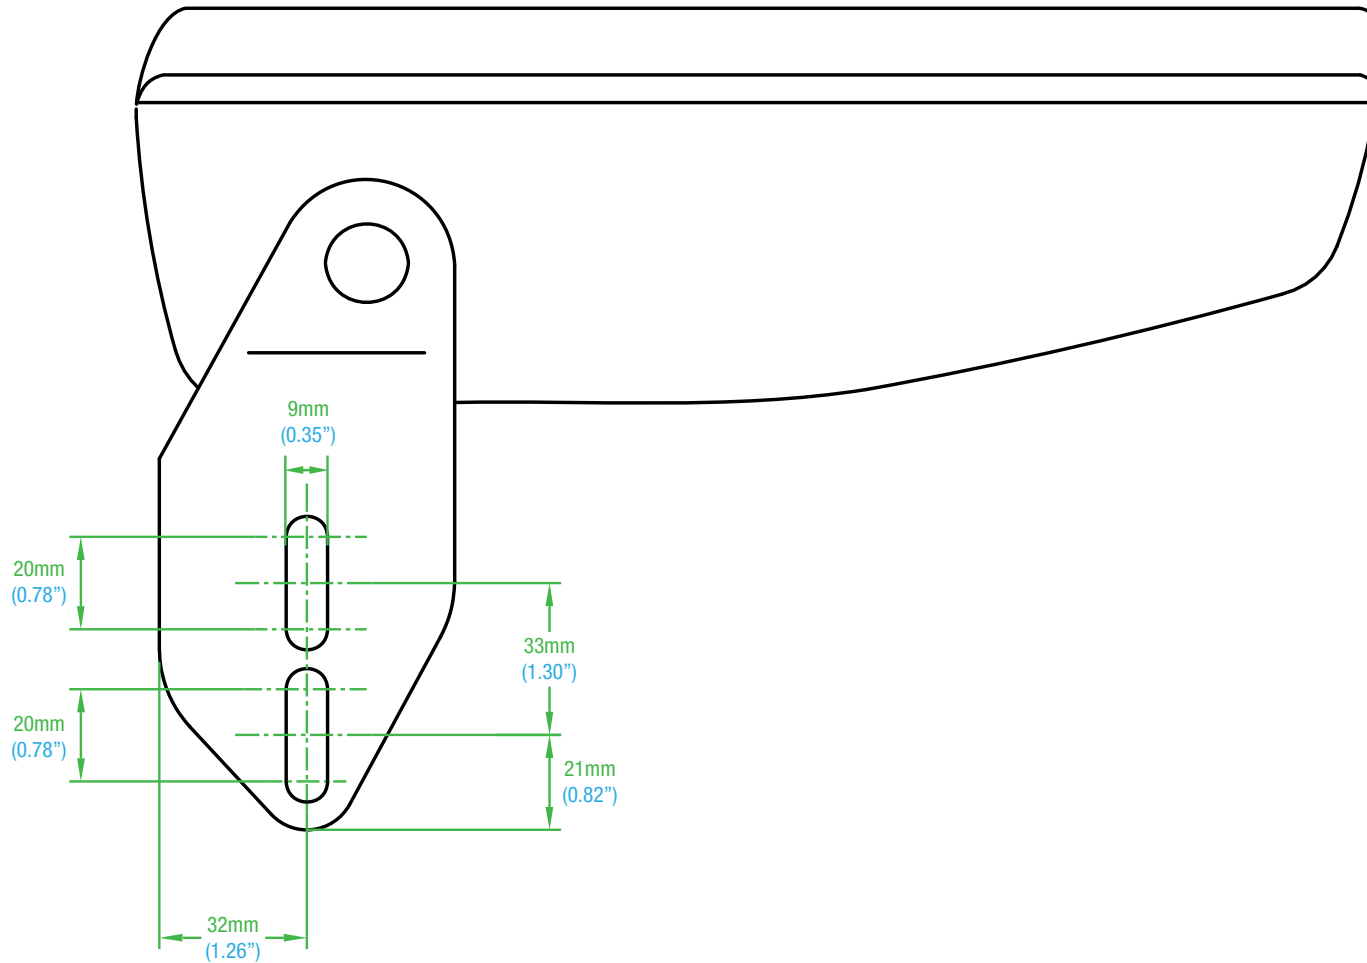 9mm
(0.35”)
20mm
(0.78”)
33mm
(1.30”)
20mm
(0.78”)
21mm
(0.82”)
32mm
(1.26”)